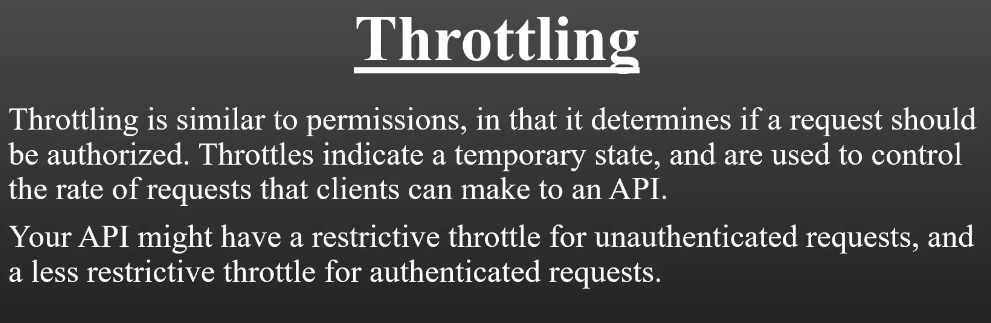 Throttling
Throttling is similar to permissions, in that it determines if a request should
be authorized. Throttles indicate a temporary state, and are used to control
the rate of requests that clients can make to an API.
Your API might have a restrictive throttle for unauthenticated requests, and
a less restrictive throttle for authenticated requests.